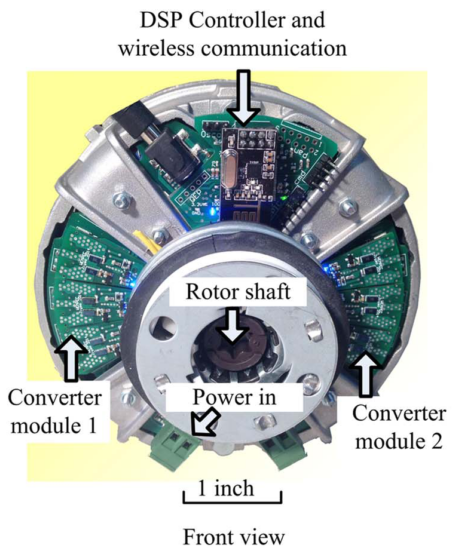 DSP Controller and
wireless communication
Rotor shaft
Power in
Converter
module 1
Converter
module 2
1 inch
Front view